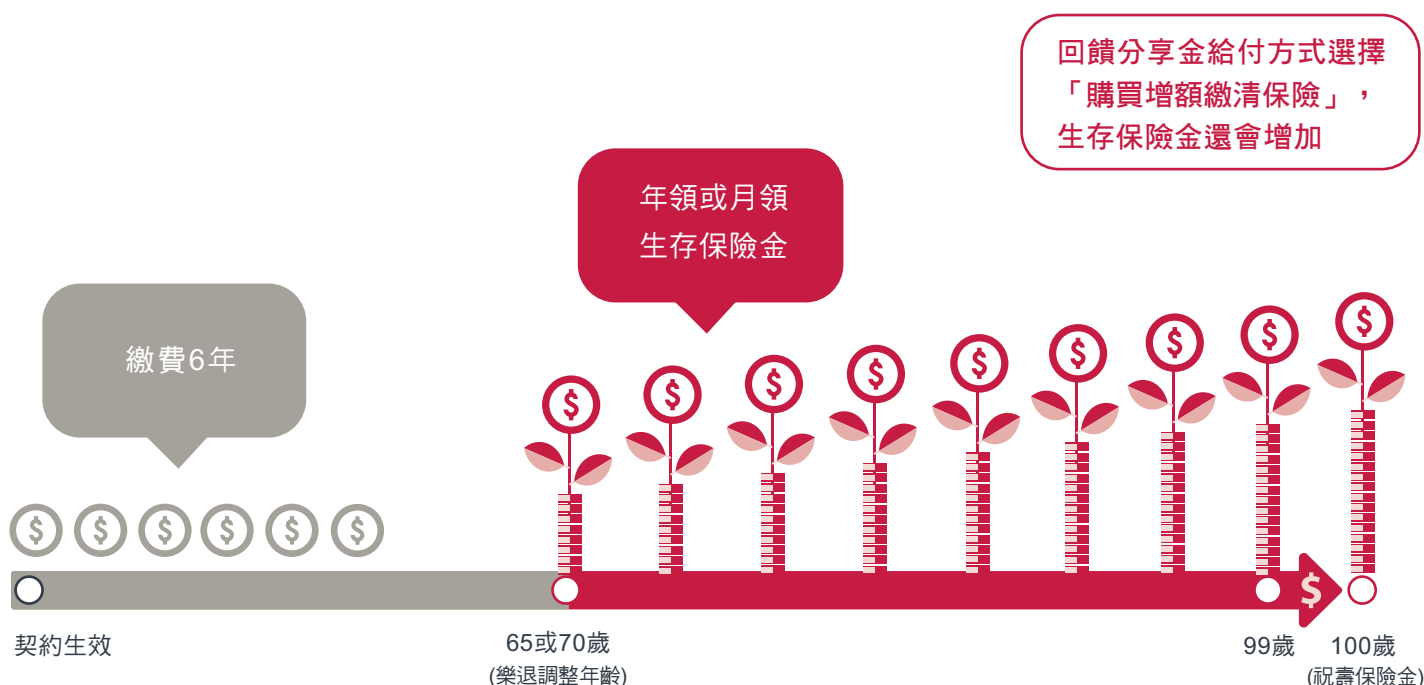 回饋分享金給付方式選擇
「購買增額繳清保險」，
生存保險金還會增加
年領或月領
生存保險金
繳費6年
$ $ $ $ $ $ $ $ $
$ $ $ $ $ $
$
契約生效
65或70歲
(樂退調整年齡)
99歲
100歲
(祝壽保險金)